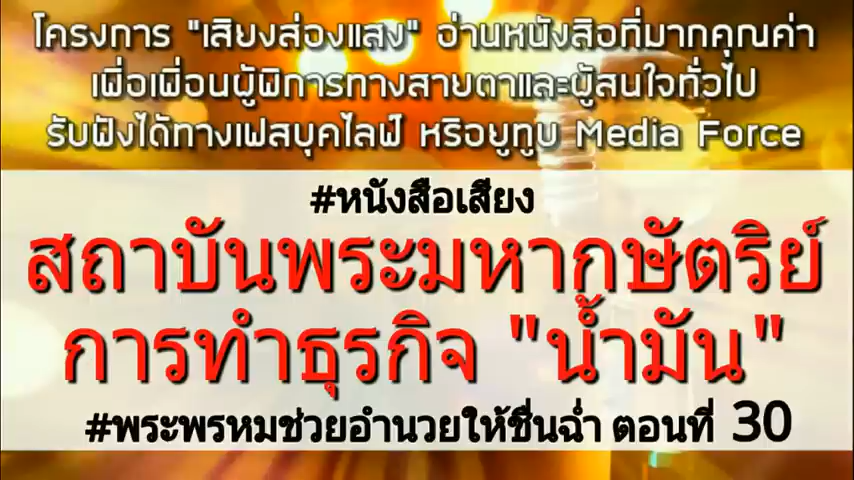 โครงการ "เสียงส่องแสง" อ่านหนังสือที่มากคุณค่า
เพื่อเพื่อนผู้พิการทางสายตาและผู้สนใจทั่วไป
รับฟังได้ทางเฟสบุคไลฟ์ หรือยูทูบ Media Force
#หนังสือเสียง
สถาบันพระมหากษัตริย์
การทำธุรกิจ "น้ำมัน"
#พระพรหมช่วยอำนวยให้ชื่นฉ่ำ ตอนที่ 30